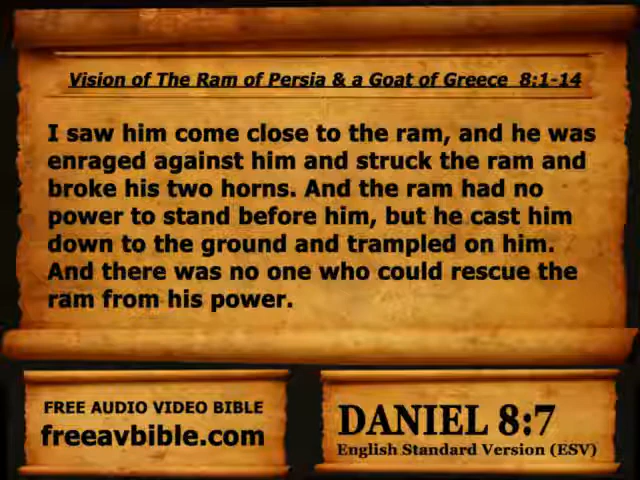 Vision of The Ram of Persia & a Goat of Greece 8:1-14
I saw him come close to the ram, and he was
enraged against him and struck the ram and
broke his two horns. And the ram had no
power to stand before him, but he cast him
down to the ground and trampled on him.
And there was no one who could rescue the
ram from his power.
FREE AUDIO VIDEO BIBLE
freeavbible.com
DANIEL 8:7
English Standard Version (ESV)